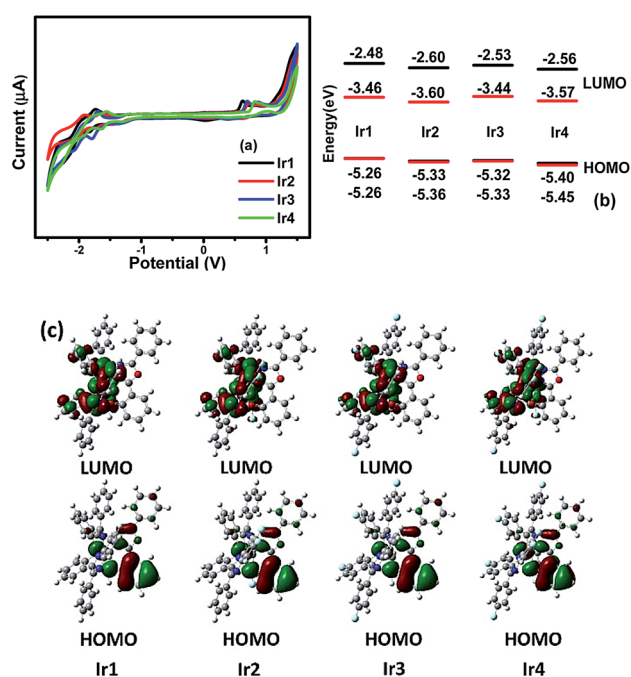 Current (µA)
(a)
Ir1
Ir2
Ir3
Ir4
-2 -1 0 1
Potential (V)
Energy(eV)
-2.48 -2.60 -2.53 -2.56
LUMO
-3.46 -3.60 -3.44 -3.57
Ir1 Ir2 Ir3 Ir4
HOMO
-5.26 -5.33 -5.32 -5.40
-5.26 -5.36 -5.33 -5.45
(b)
(c)
LUMO LUMO LUMO LUMO
HOMO HOMO HOMO HOMO
Ir1 Ir2 Ir3 Ir4